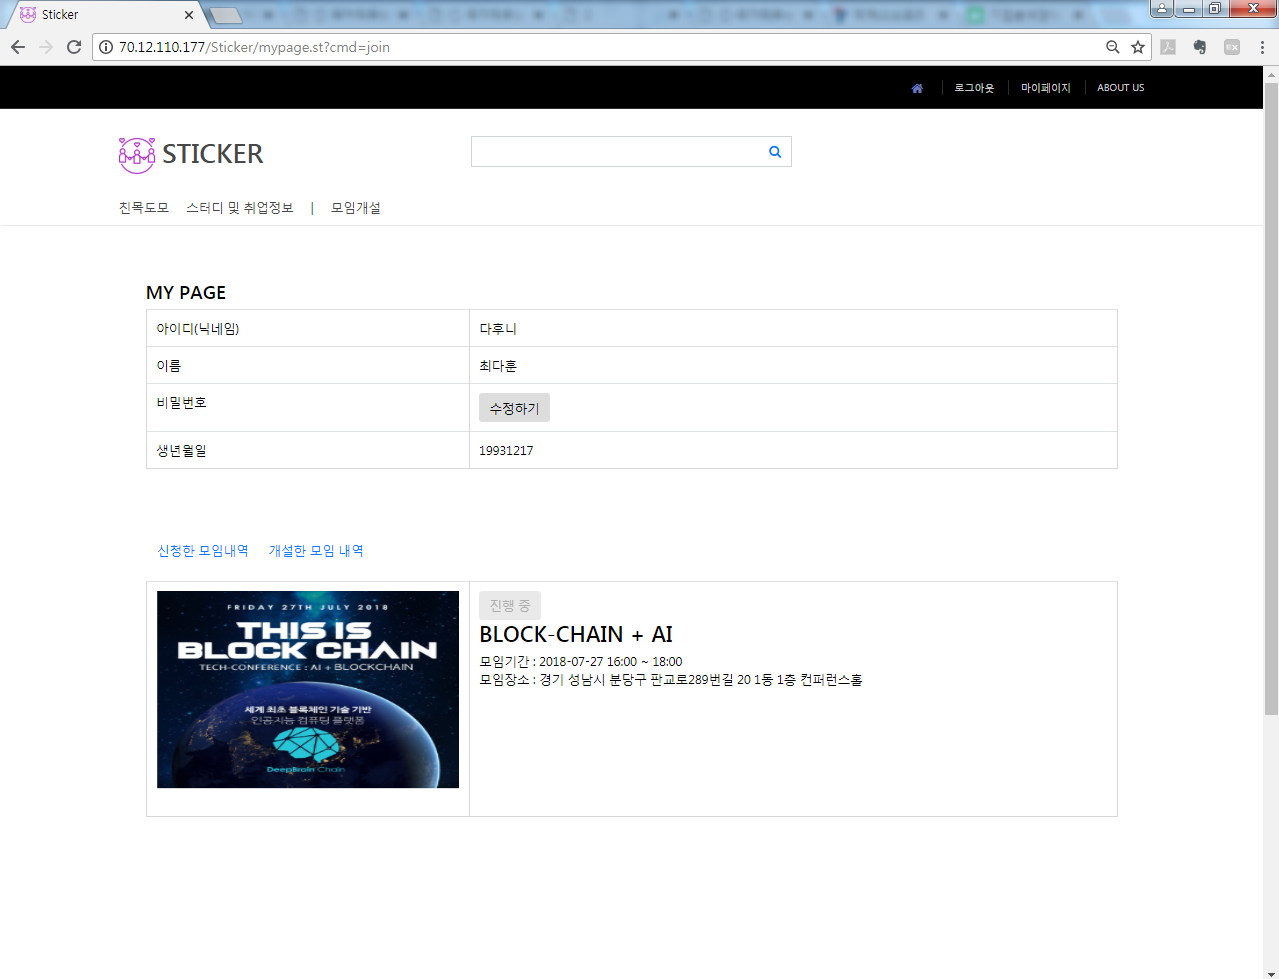 Sticker
70.12.110.177/Sticker/mypage.st?cmd=join
로그아웃 마이페이지 ABOUT US
STICKER
친목도모 스터디 및 취업정보 | 모임개설
MY PAGE
아이디(닉네임) 다후니
이름 최다훈
비밀번호 수정하기
생년월일 19931217
신청한 모임내역 개설한 모임 내역
FRIDAY 27TH JULY 2018
THIS IS
BLOCK CHAIN
TECH-CONFERENCE : AI + BLOCKCHAIN
세계 최초 블록체인 기술 기반
인공지능 컴퓨팅 플랫폼
DeepBrain Chain
진행 중
BLOCK-CHAIN + AI
모임기간 : 2018-07-27 16:00 ~ 18:00
모임장소 : 경기 성남시 분당구 판교로289번길 20 1동 1층 컨퍼런스홀